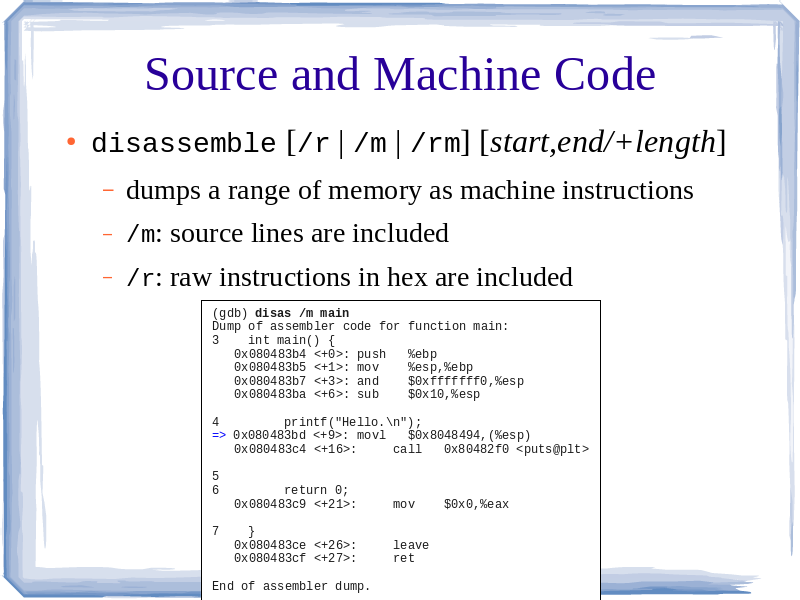 Source and Machine Code
• disassemble [/r | /m | /rm] [start,end/+length]
– dumps a range of memory as machine instructions
– /m: source lines are included
– /r: raw instructions in hex are included
(gdb) disas /m main
Dump of assembler code for function main:
3    int main() {
   0x080483b4 <+0>: push   %ebp
   0x080483b5 <+1>: mov    %esp,%ebp
   0x080483b7 <+3>: and    $0xfffffff0,%esp
   0x080483ba <+6>: sub    $0x10,%esp
4         printf("Hello.\n");
=> 0x080483bd <+9>: movl   $0x8048494,(%esp)
   0x080483c4 <+16>:     call   0x80482f0 <puts@plt>
5
6         return 0;
   0x080483c9 <+21>:     mov    $0x0,%eax
7    }
   0x080483ce <+26>:     leave
   0x080483cf <+27>:     ret
End of assembler dump.